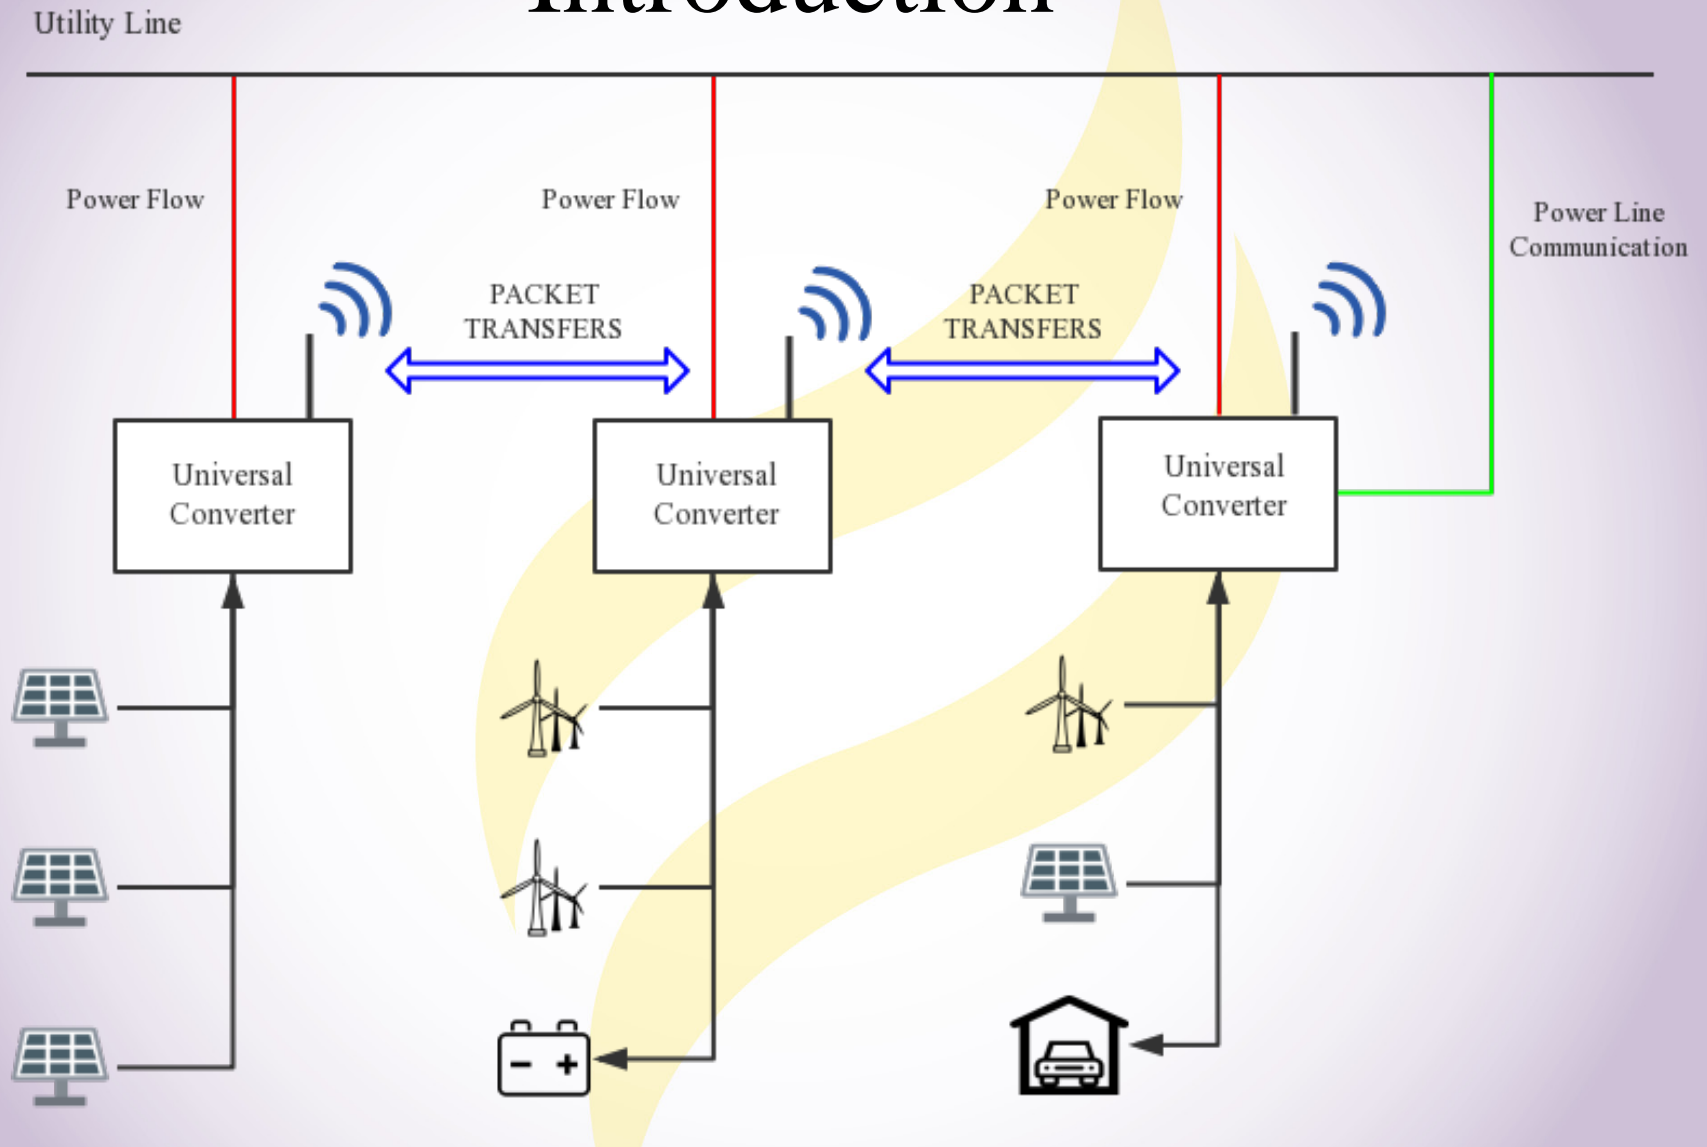 Introduction
Utility Line
Power Flow
Power Flow
Power Flow
Power Line
Communication
PACKET
TRANSFERS
PACKET
TRANSFERS
Universal
Converter
Universal
Converter
Universal
Converter